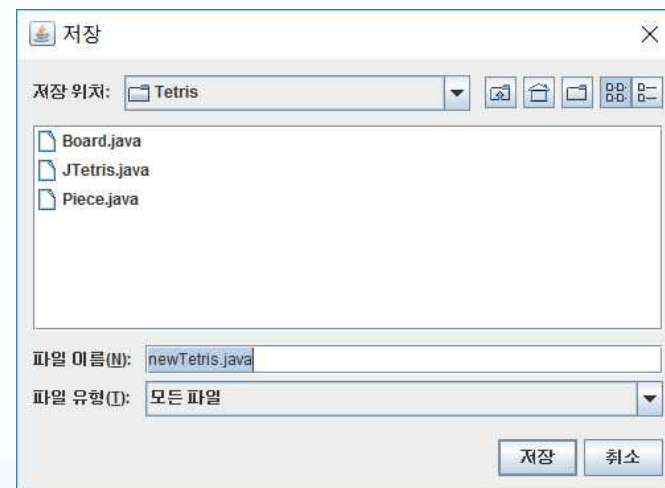 저장
저장 위치: Tetris
Board.java
JTetris.java
Piece.java
파일 이름(N): newTetris.java
파일 유형(T): 모든 파일
저장 취소